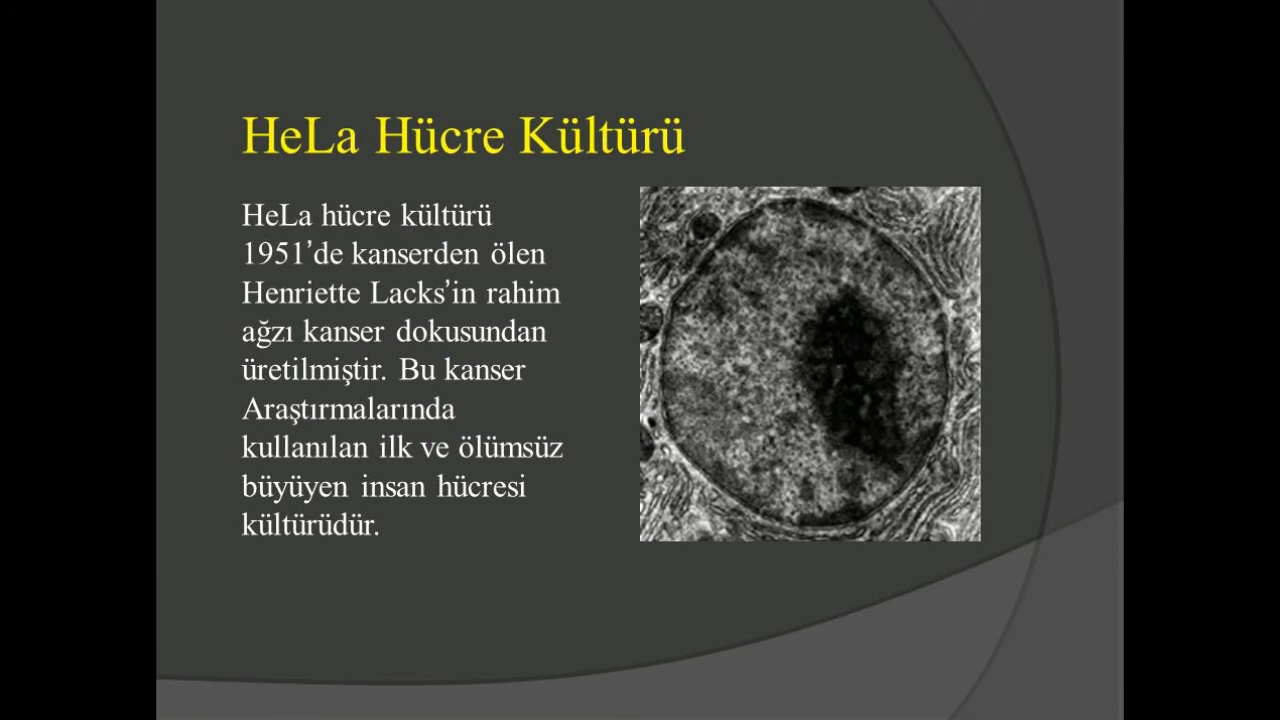 HeLa Hücre Kültürü
HeLa hücre kültürü
1951’de kanserden ölen
Henriette Lacks’in rahim
ağzı kanser dokusundan
üretilmiştir. Bu kanser
Araştırmalarında
kullanılan ilk ve ölümsüz
büyüyen insan hücresi
kültürüdür.